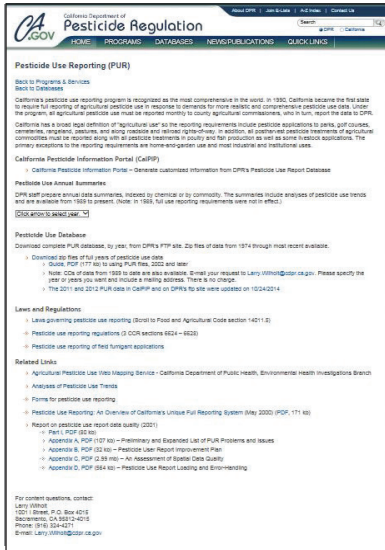 About DPR | Join E-Lists | A-Z Index | Contact Us
CA.GOV
California Department of
Pesticide Regulation
Search
DPR California
HOME PROGRAMS DATABASES NEWS/PUBLICATIONS QUICK LINKS
Pesticide Use Reporting (PUR)
Back to Programs & Services
Back to Databases
California's pesticide use reporting program is recognized as the most comprehensive in the world. In 1990, California became the first state
to require full reporting of agricultural pesticide use in response to demands for more realistic and comprehensive pesticide use data. Under
the program, all agricultural pesticide use must be reported monthly to county agricultural commissioners, who in turn, report the data to DPR.
California has a broad legal definition of "agricultural use" so the reporting requirements include pesticide applications to parks, golf courses,
cemeteries, rangeland, pastures, and along roadside and railroad rights-of-way. In addition, all postharvest pesticide treatments of agricultural
commodities must be reported along with all pesticide treatments in poultry and fish production as well as some livestock applications. The
primary exceptions to the reporting requirements are home-and-garden use and most industrial and institutional uses.
California Pesticide Information Portal (CalPIP)
California Pesticide Information Portal – Generate customized information from DPR's Pesticide Use Report Database
Pesticide Use Annual Summaries
DPR staff prepare annual data summaries, indexed by chemical or by commodity. The summaries include analyses of pesticide use trends
and are available from 1989 to present. (Note: In 1989, full use reporting requirements were not in effect.)
Click arrow to select year.
Pesticide Use Database
Download complete PUR database, by year, from DPR's FTP site. Zip files of data from 1974 through most recent available.
Download zip files of full years of pesticide use data
Guide, PDF (177 kb) to using PUR files, 2002 and later
Note: CDs of data from 1989 to date are also available. E-mail your request to Larry.Wilhoit@cdpr.ca.gov. Please specify the
year or years you want and include a mailing address. There is no charge.
The 2011 and 2012 PUR data in CalPIP and on DPR's ftp site were updated on 10/24/2014
Laws and Regulations
Laws governing pesticide use reporting (Scroll to Food and Agricultural Code section 14011.5)
Pesticide use reporting regulations (3 CCR sections 6624 – 6628)
Pesticide use reporting of field fumigant applications
Related Links
Agricultural Pesticide Use Web Mapping Service - California Department of Public Health, Environmental Health Investigations Branch
Analyses of Pesticide Use Trends
Forms for pesticide use reporting
Pesticide Use Reporting: An Overview of California's Unique Full Reporting System (May 2000) (PDF, 171 kb)
Report on pesticide use report data quality (2001)
Part I, PDF (80 kb)
Appendix A, PDF (107 kb) – Preliminary and Expanded List of PUR Problems and Issues
Appendix B, PDF (32 kb) – Pesticide User Report Improvement Plan
Appendix C, PDF (2.99 mb) – An Assessment of Spatial Data Quality
Appendix D, PDF (564 kb) – Pesticide Use Report Loading and Error-Handling
For content questions, contact:
Larry Wilhoit
1001 I Street, P.O. Box 4015
Sacramento, CA 95812-4015
Phone: (916) 324-4271
E-mail: Larry.Wilhoit@cdpr.ca.gov